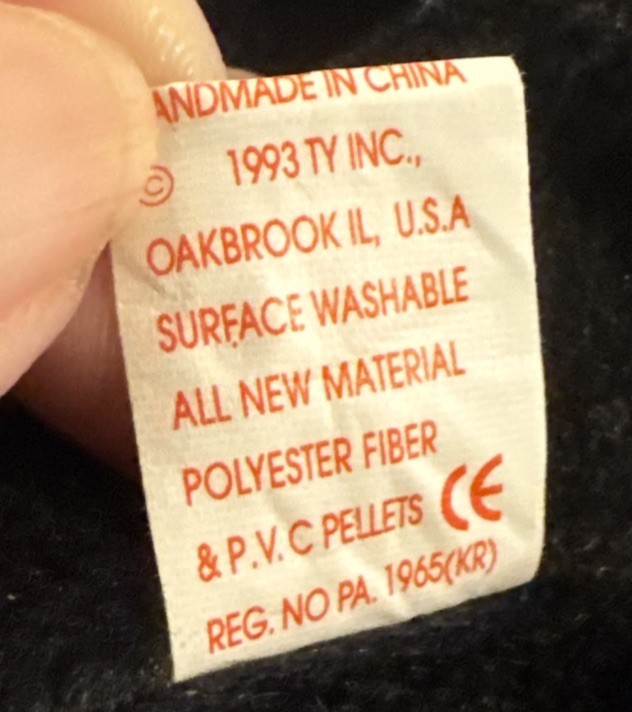 ANDMADE IN CHINA
© 1993 TY INC.,
OAKBROOK IL, U.S.A
SURFACE WASHABLE
ALL NEW MATERIAL
POLYESTER FIBER
& P.V.C PELLETS CE
REG. NO PA. 1965(KR)